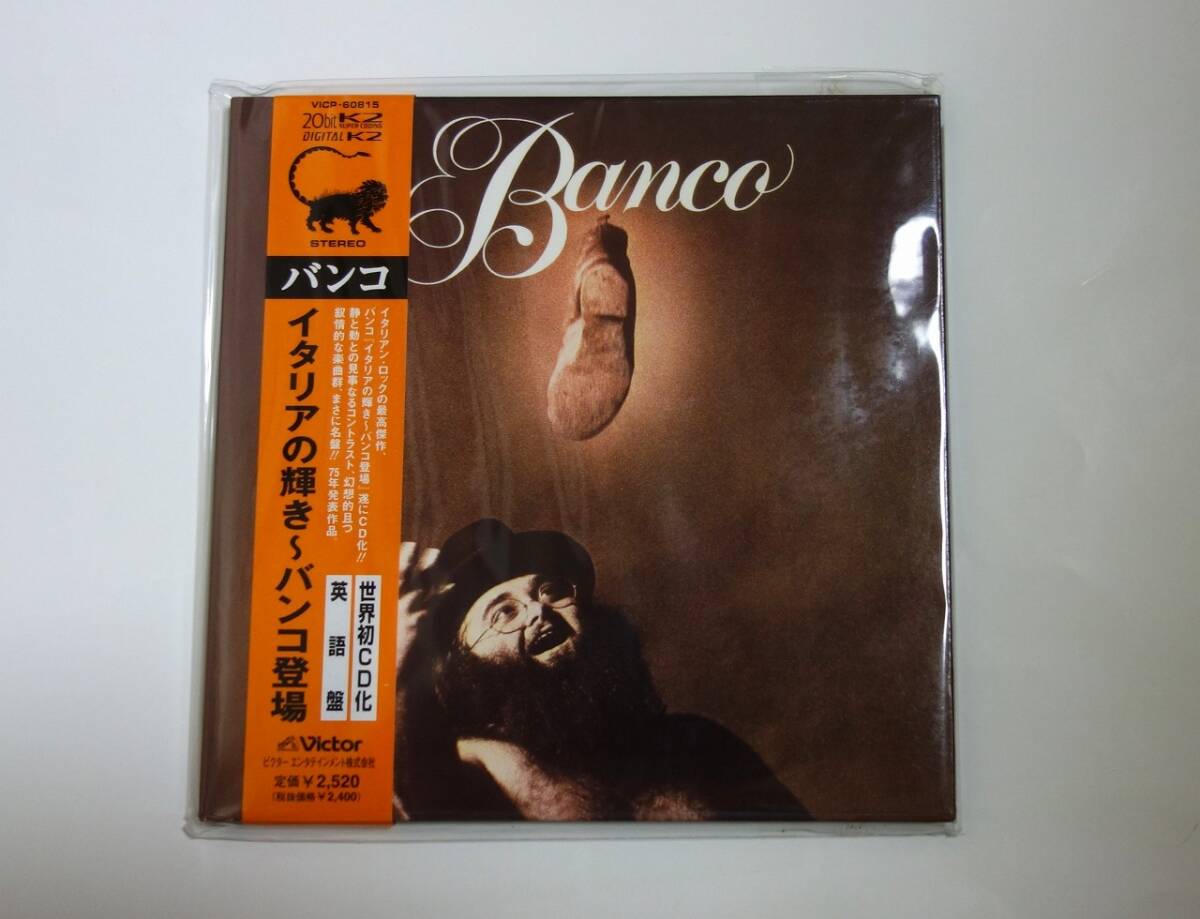 VICP-60815
20bit K2
SUPER CODING
DIGITAL K2
STEREO
バンコ
イタリアの輝き〜バンコ登場
イタリアン・ロックの最高傑作、
バンコ『イタリアの輝き〜バンコ登場』遂にCD化!!
静と動との見事なるコントラスト、幻想的且つ
叙情的な楽曲群、まさに名盤!! 75年発表作品。
世界初CD化
英語盤
Victor
ビクター エンタテインメント株式会社
定価￥2,520
(税抜価格￥2,400)
Banco